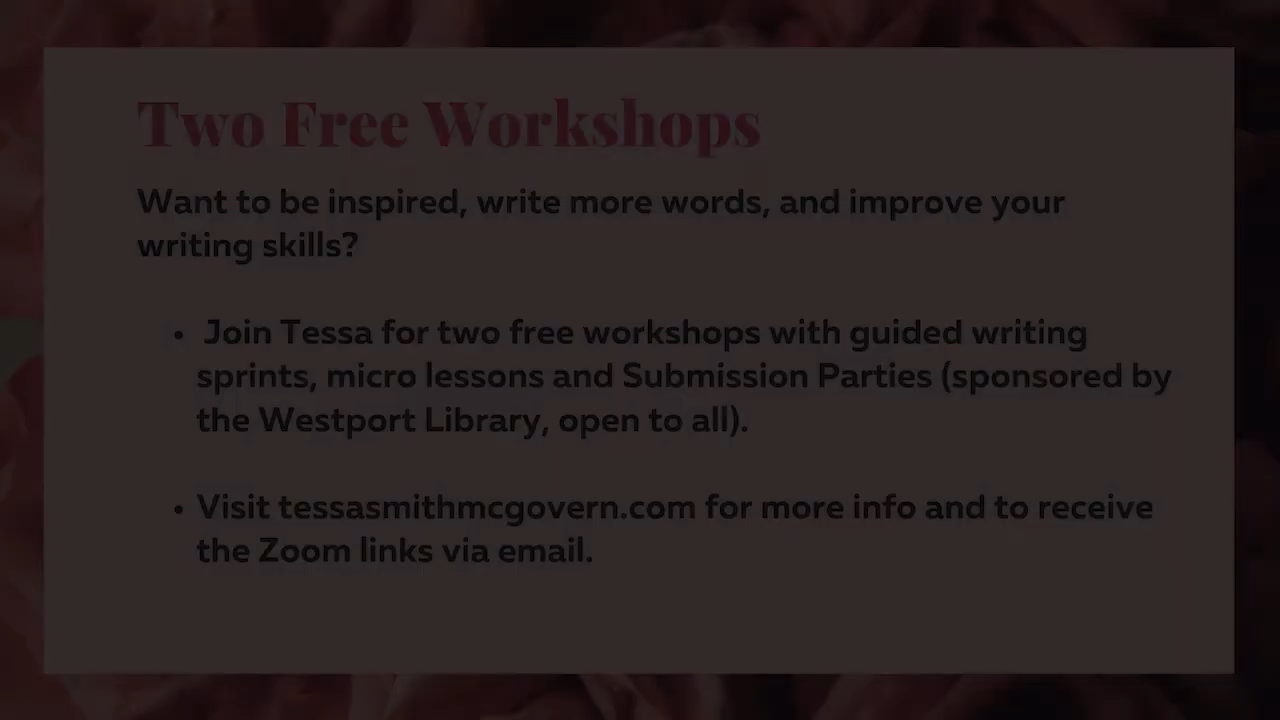 Two Free Workshops
Want to be inspired, write more words, and improve your
writing skills?
• Join Tessa for two free workshops with guided writing
sprints, micro lessons and Submission Parties (sponsored by
the Westport Library, open to all).
• Visit tessasmithmcgovern.com for more info and to receive
the Zoom links via email.